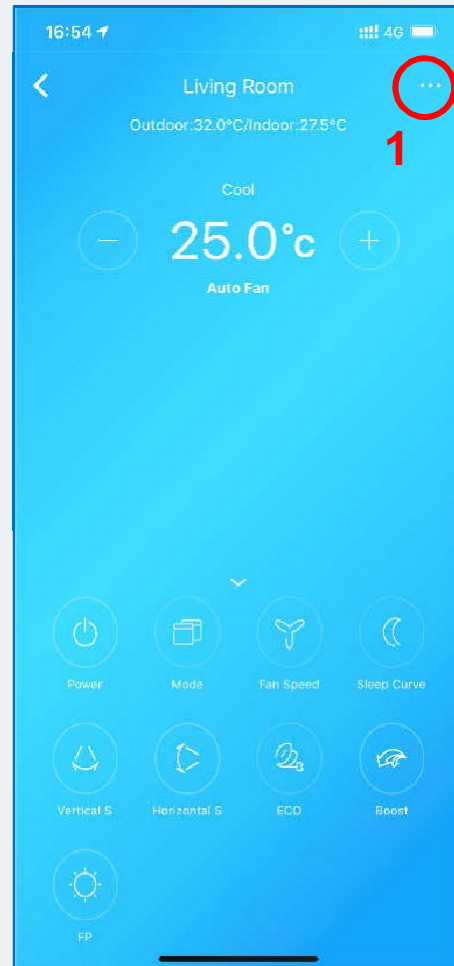 16:54 4G
Living Room ...
Outdoor:32.0°C/Indoor:27.5°C
1
Cool
− 25.0°c +
Auto Fan
Power Mode Fan Speed Sleep Curve
Vertical S Horizontal S ECO Boost
FP